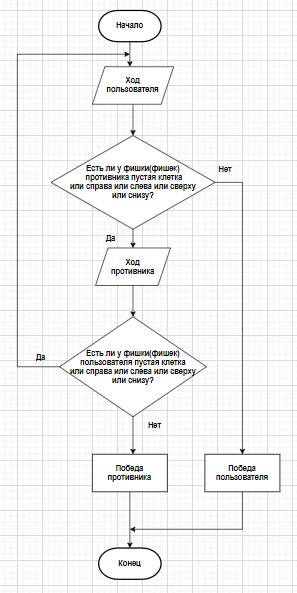 Начало
Ход
пользователя
Есть ли у фишки(фишек)
противника пустая клетка
или справа или слева или сверху
или снизу?
Нет
Да
Ход
противника
Есть ли у фишки(фишек)
пользователя пустая клетка
или справа или слева или сверху
или снизу?
Да
Нет
Победа
противника
Победа
пользователя
Конец